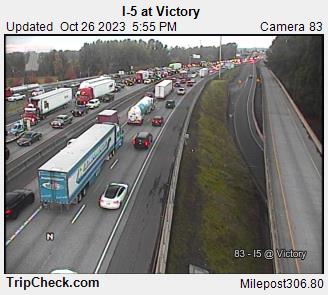 I-5 at Victory
Updated Oct 26 2023 5:55 PM
Camera 83
N
83 - I5 @ Victory
TripCheck.com
Milepost306.80